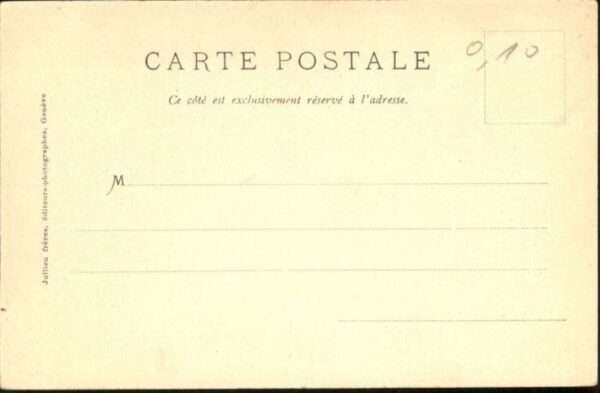 CARTE POSTALE
0,10
Ce côté est exclusivement réservé à l'adresse.
M
Jullien frères, éditeurs-photographes, Genève